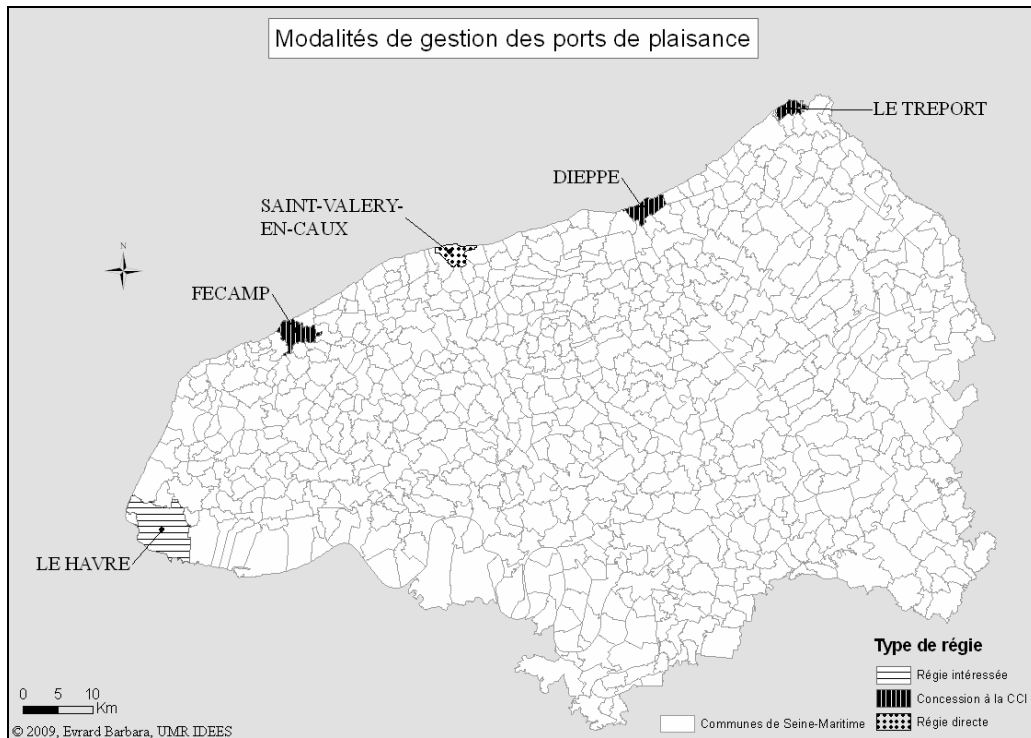 Modalités de gestion des ports de plaisance
LE TREPORT
DIEPPE
SAINT-VALERY-
EN-CAUX
N
FECAMP
LE HAVRE
Type de régie
Régie intéressée
Concession à la CCI
Régie directe
Communes de Seine-Maritime
0 5 10
Km
© 2009, Evrard Barbara, UMR IDEES